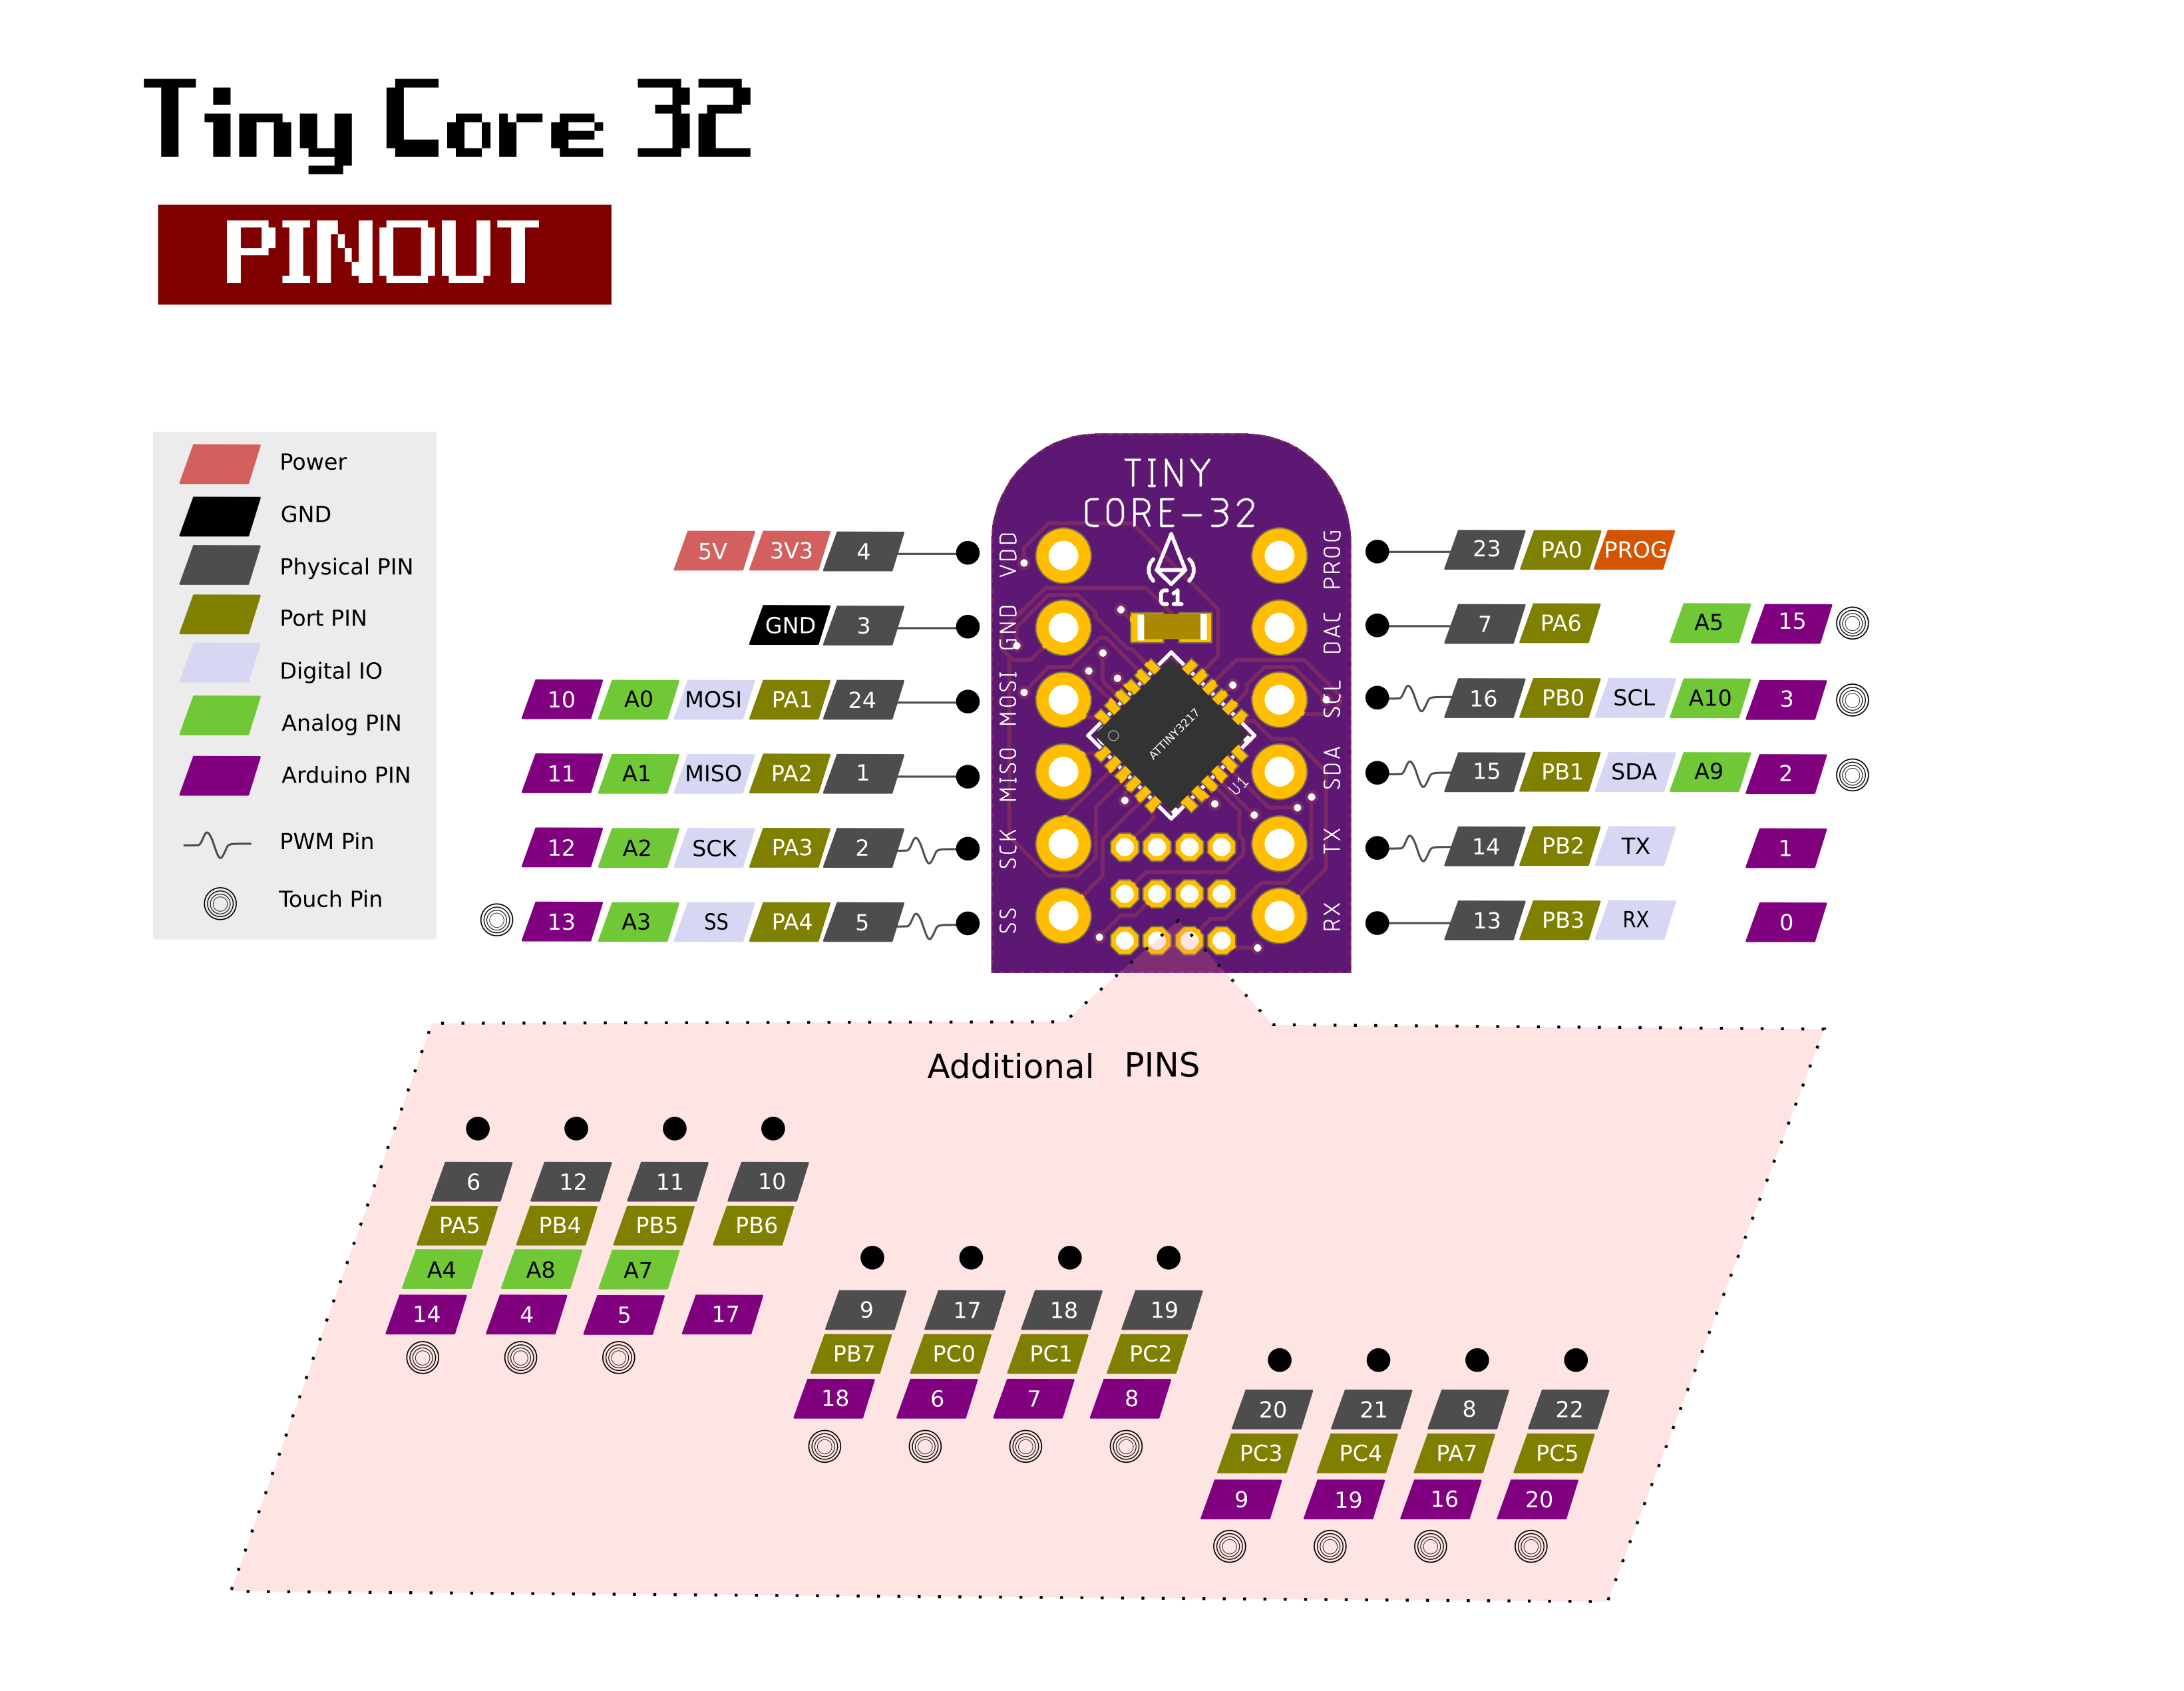 Tiny Core 32
PINOUT
Power
GND
Physical PIN
Port PIN
Digital IO
Analog PIN
Arduino PIN
PWM Pin
Touch Pin
5V 3V3 4
GND 3
10 A0 MOSI PA1 24
11 A1 MISO PA2 1
12 A2 SCK PA3 2
13 A3 SS PA4 5
TINY
CORE-32
C1
VDD
GND
MOSI
MISO
SCK
SS
ATTINY3217
U1
PROG
DAC
SCL
SDA
TX
RX
23 PA0 PROG
7 PA6 A5 15
16 PB0 SCL A10 3
15 PB1 SDA A9 2
14 PB2 TX 1
13 PB3 RX 0
Additional PINS
6 12 11 10
PA5 PB4 PB5 PB6
A4 A8 A7
14 4 5 17
9 17 18 19
PB7 PC0 PC1 PC2
18 6 7 8
20 21 8 22
PC3 PC4 PA7 PC5
9 19 16 20